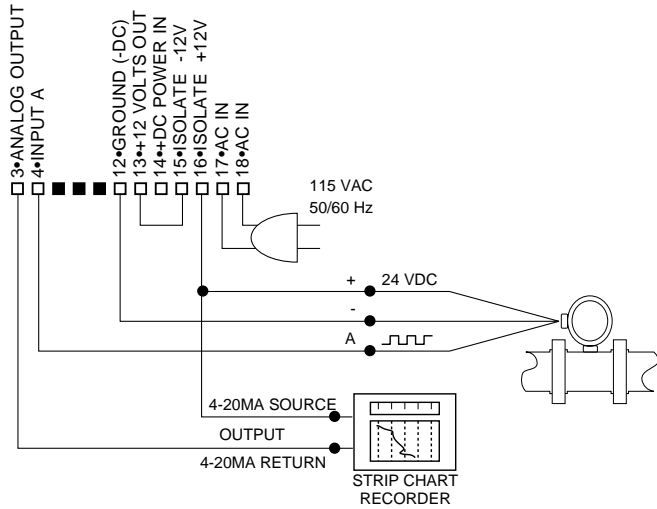 3•ANALOG OUTPUT
4•INPUT A
12•GROUND (-DC)
13•+12 VOLTS OUT
14•+DC POWER IN
15•ISOLATE -12V
16•ISOLATE +12V
17•AC IN
18•AC IN
115 VAC
50/60 Hz
+ 24 VDC
-
A
4-20MA SOURCE
OUTPUT
4-20MA RETURN
STRIP CHART
RECORDER